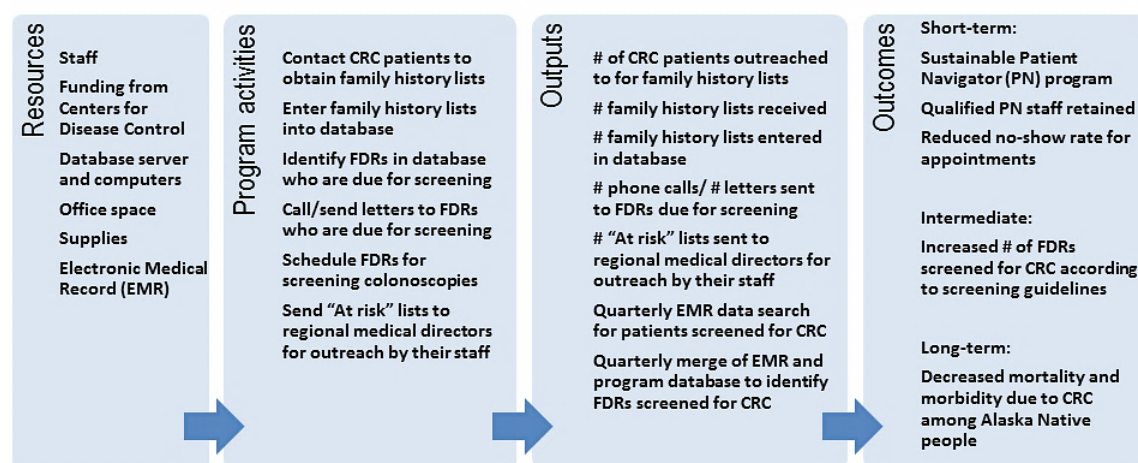 Resources
Staff
Funding from
Centers for
Disease Control
Database server
and computers
Office space
Supplies
Electronic Medical
Record (EMR)
Program activities
Contact CRC patients to
obtain family history lists
Enter family history lists
into database
Identify FDRs in database
who are due for screening
Call/send letters to FDRs
who are due for screening
Schedule FDRs for
screening colonoscopies
Send “At risk” lists to
regional medical directors
for outreach by their staff
Outputs
# of CRC patients outreached
to for family history lists
# family history lists received
# family history lists entered
in database
# phone calls/ # letters sent
to FDRs due for screening
# “At risk” lists sent to
regional medical directors for
outreach by their staff
Quarterly EMR data search
for patients screened for CRC
Quarterly merge of EMR and
program database to identify
FDRs screened for CRC
Outcomes
Short-term:
Sustainable Patient
Navigator (PN) program
Qualified PN staff retained
Reduced no-show rate for
appointments
Intermediate:
Increased # of FDRs
screened for CRC according
to screening guidelines
Long-term:
Decreased mortality and
morbidity due to CRC
among Alaska Native
people